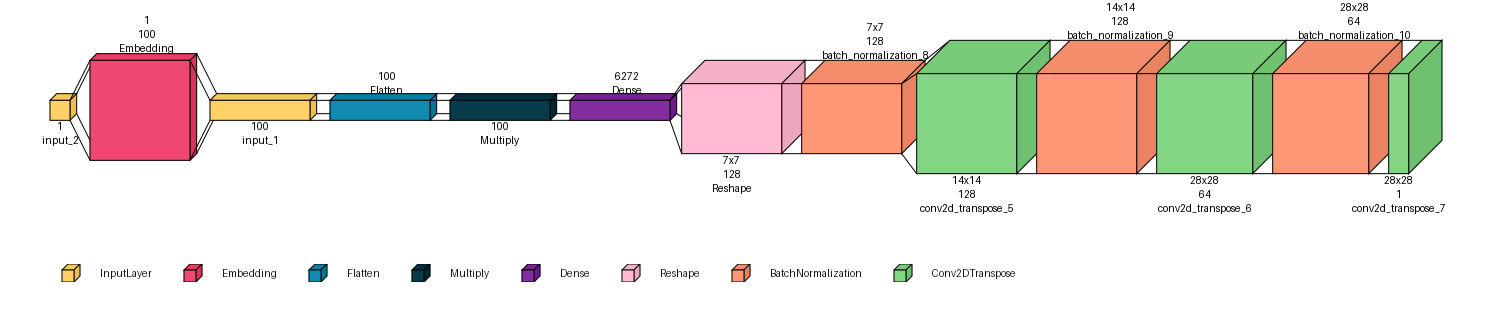 1
100
Embedding
1
input_2
100
input_1
100
Flatten
100
Multiply
6272
Dense
7x7
128
Reshape
7x7
128
batch_normalization_8
14x14
128
conv2d_transpose_5
14x14
128
batch_normalization_9
28x28
64
conv2d_transpose_6
28x28
64
batch_normalization_10
28x28
1
conv2d_transpose_7
InputLayer
Embedding
Flatten
Multiply
Dense
Reshape
BatchNormalization
Conv2DTranspose